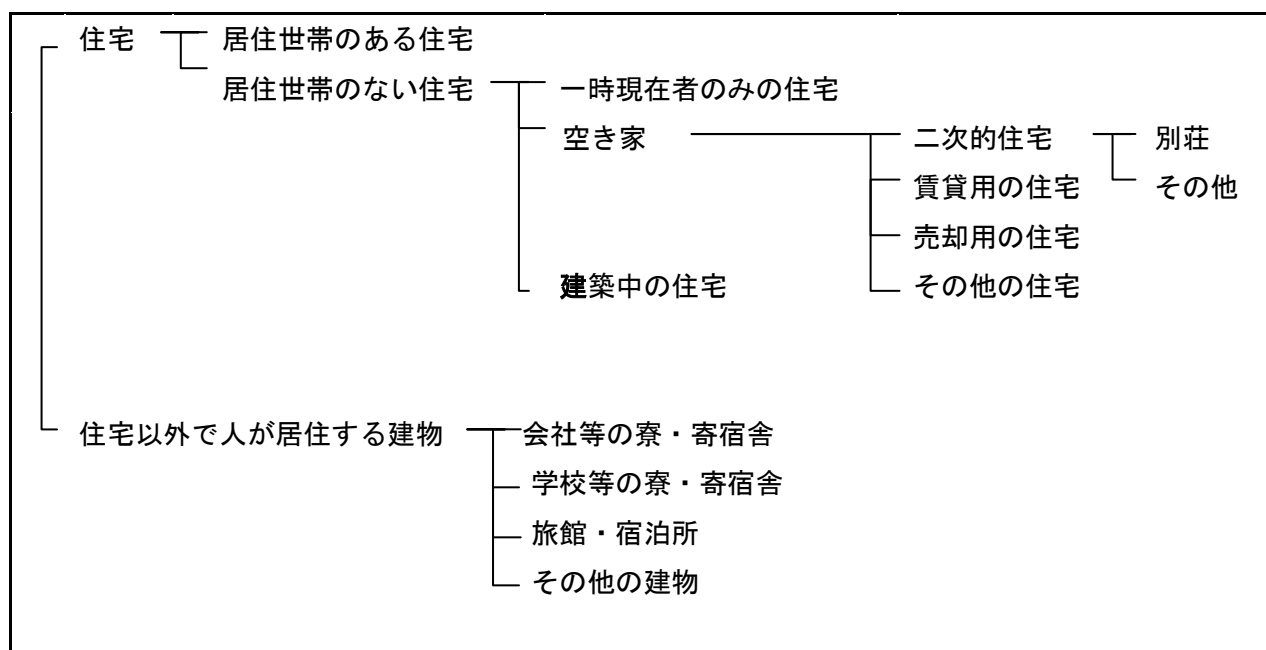 住宅 居住世帯のある住宅
居住世帯のない住宅 一時現在者のみの住宅
空き家 二次的住宅 別荘
賃貸用の住宅 その他
売却用の住宅
建築中の住宅 その他の住宅
住宅以外で人が居住する建物 会社等の寮・寄宿舎
学校等の寮・寄宿舎
旅館・宿泊所
その他の建物